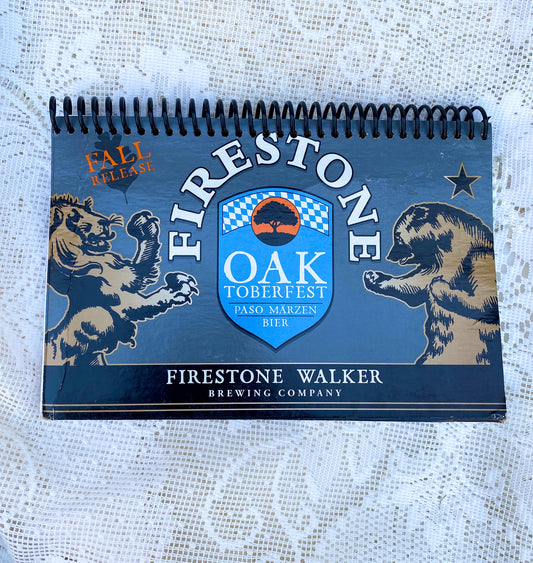 FALL
RELEASE
FIRESTONE
OAK
TOBERFEST
PASO MARZEN
BIER
FIRESTONE WALKER
BREWING COMPANY